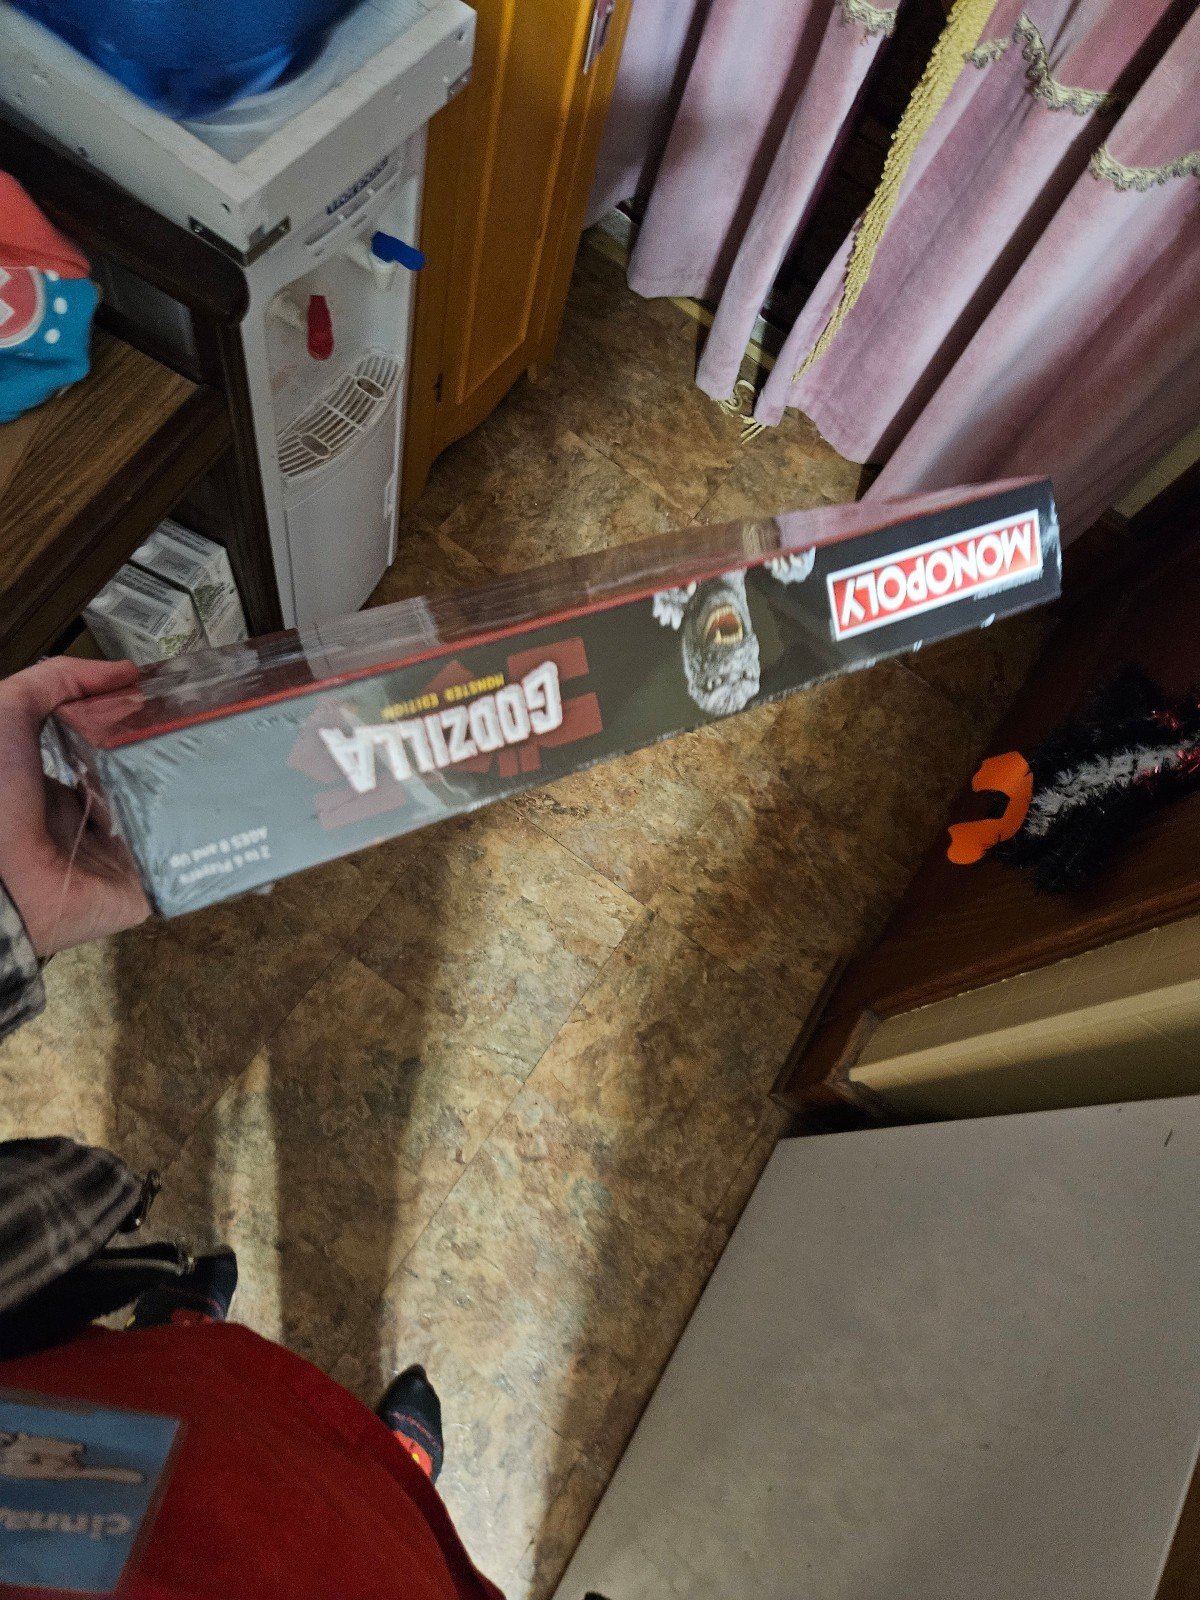 MONOPOLY
GODZILLA
MONSTER EDITION
2 to 6 Players
AGES 8 and Up